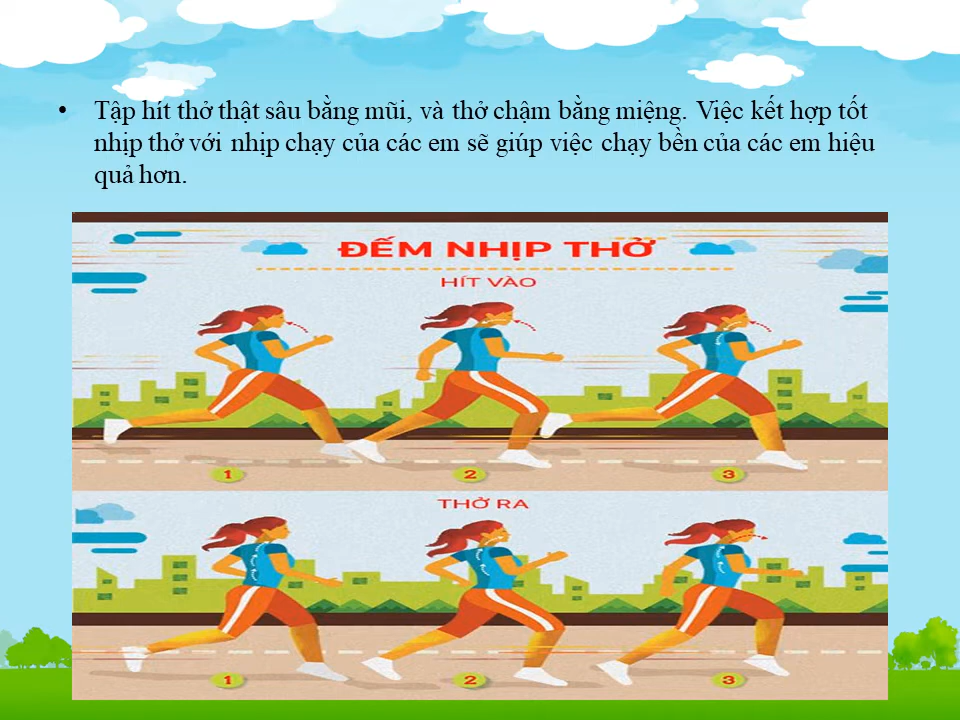 • Tập hít thở thật sâu bằng mũi, và thở chậm bằng miệng. Việc kết hợp tốt
nhịp thở với nhịp chạy của các em sẽ giúp việc chạy bền của các em hiệu
quả hơn.
ĐẾM NHỊP THỞ
HÍT VÀO
1 2 3
THỞ RA
1 2 3